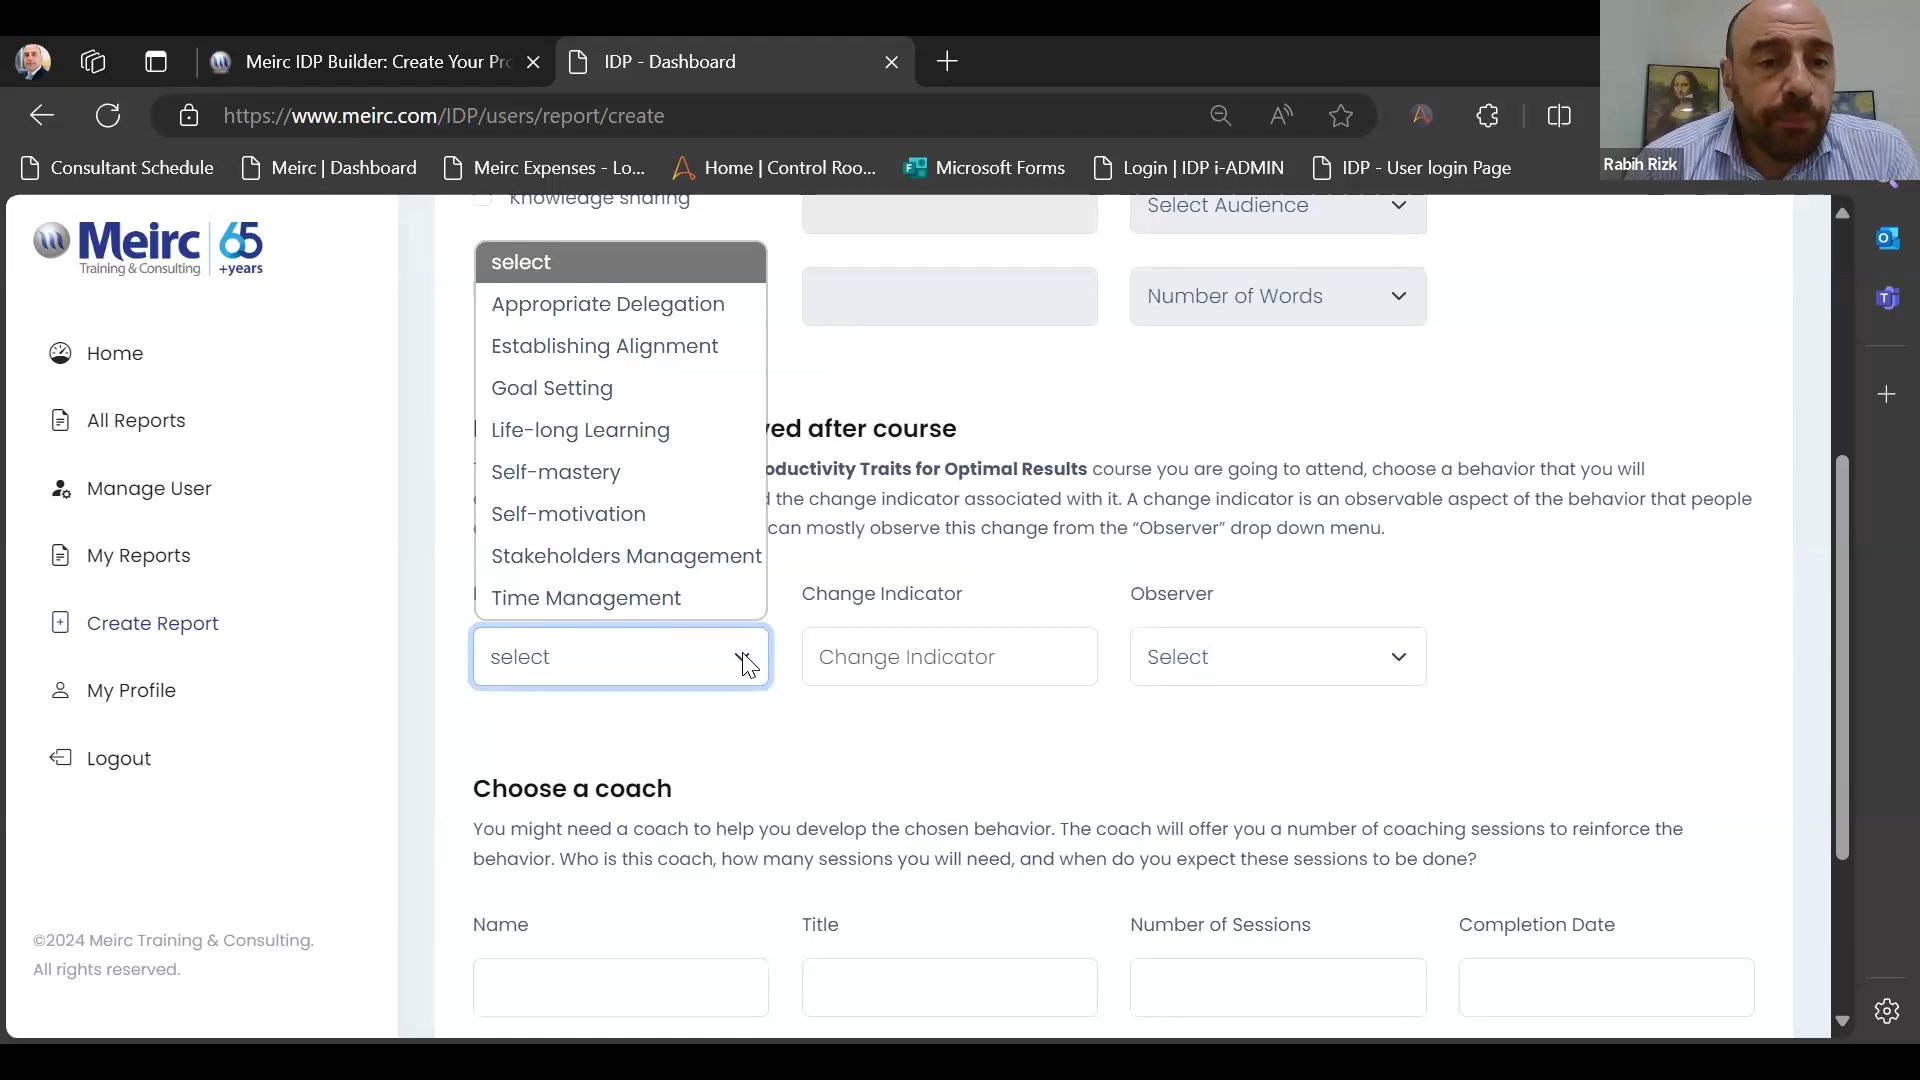 Meirc IDP Builder: Create Your Pr
IDP - Dashboard
https://www.meirc.com/IDP/users/report/create
Consultant Schedule
Meirc | Dashboard
Meirc Expenses - Lo...
Home | Control Roo...
Microsoft Forms
Login | IDP i-ADMIN
IDP - User login Page
Rabih Rizk
Meirc 65
Training & Consulting +years
Home
All Reports
Manage User
My Reports
Create Report
My Profile
Logout
©2024 Meirc Training & Consulting.
All rights reserved.
Knowledge sharing
Select Audience
Number of Words
select
Appropriate Delegation
Establishing Alignment
Goal Setting
Life-long Learning
Self-mastery
Self-motivation
Stakeholders Management
Time Management
ved after course
oductivity Traits for Optimal Results course you are going to attend, choose a behavior that you will
d the change indicator associated with it. A change indicator is an observable aspect of the behavior that people
can mostly observe this change from the “Observer” drop down menu.
Change Indicator
Observer
select
Change Indicator
Select
Choose a coach
You might need a coach to help you develop the chosen behavior. The coach will offer you a number of coaching sessions to reinforce the
behavior. Who is this coach, how many sessions you will need, and when do you expect these sessions to be done?
Name
Title
Number of Sessions
Completion Date